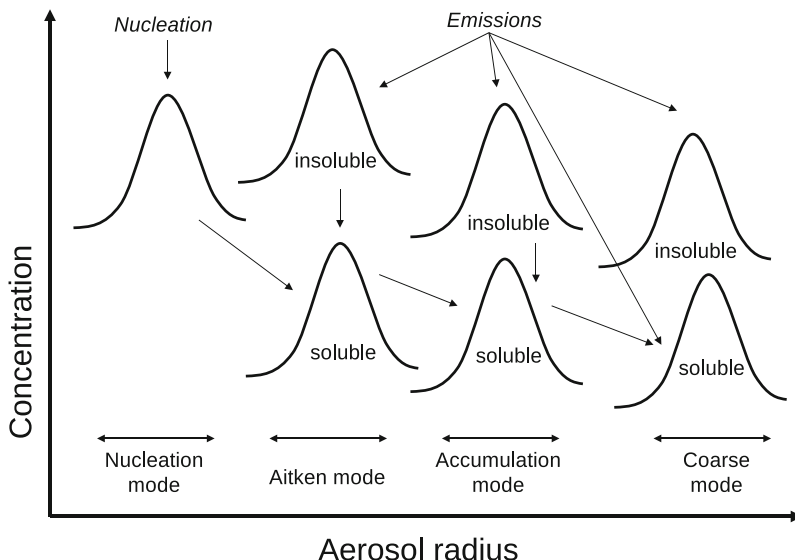 Nucleation
Emissions
insoluble
insoluble
insoluble
soluble
soluble
soluble
Concentration
Nucleation
mode
Aitken mode
Accumulation
mode
Coarse
mode
Aerosol radius